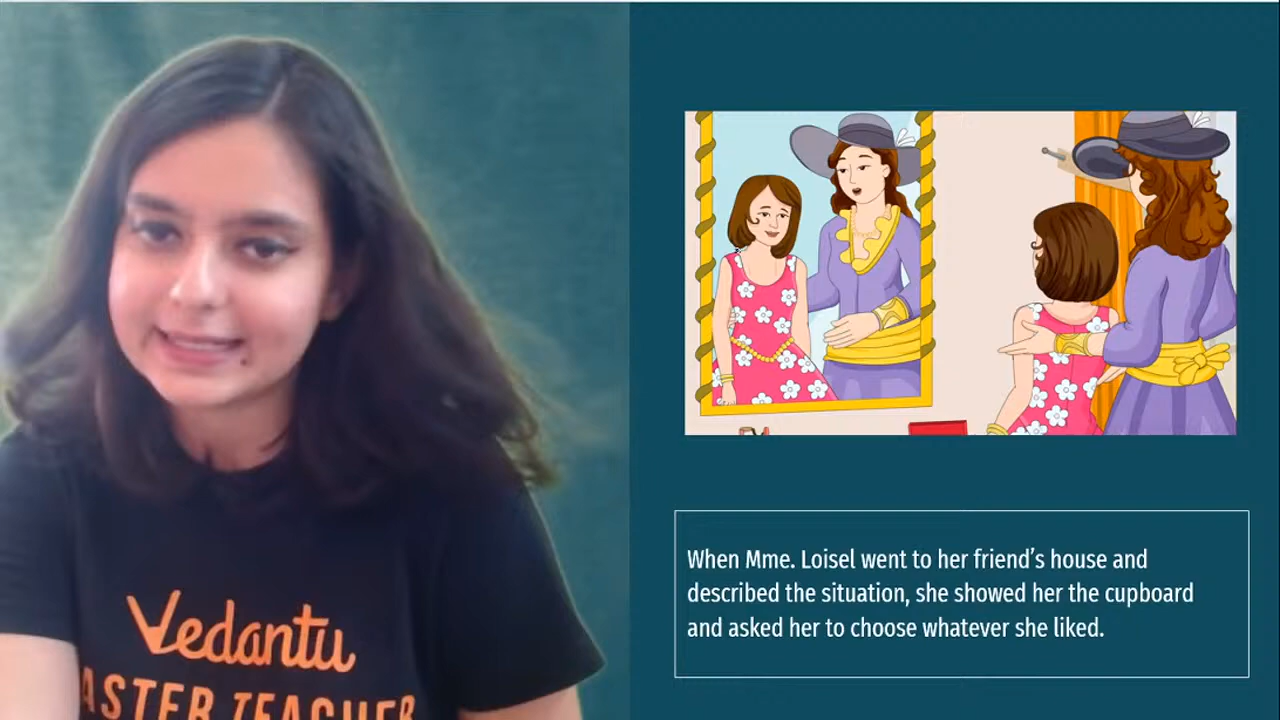 Vedantu
ASTER TEACHER
When Mme. Loisel went to her friend's house and
described the situation, she showed her the cupboard
and asked her to choose whatever she liked.